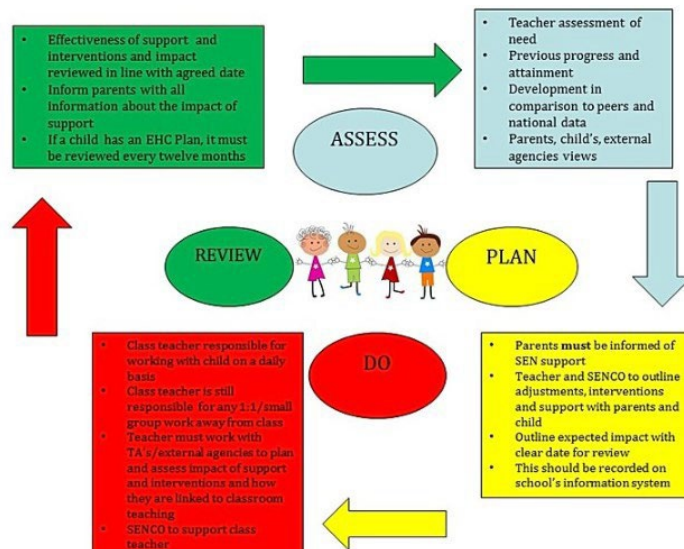 • Effectiveness of support and
interventions and impact
reviewed in line with agreed date
• Inform parents with all
information about the impact of
support
• If a child has an EHC Plan, it must
be reviewed every twelve months
• Teacher assessment of
need
• Previous progress and
attainment
• Development in
comparison to peers and
national data
• Parents, child's, external
agencies views
ASSESS
REVIEW
PLAN
DO
• Class teacher responsible for
working with child on a daily
basis
• Class teacher is still
responsible for any 1:1/small
group work away from class
• Teacher must work with
TA's/external agencies to plan
and assess impact of support
and interventions and how
they are linked to classroom
teaching
• SENCO to support class
teacher
• Parents must be informed of
SEN support
• Teacher and SENCO to outline
adjustments, interventions
and support with parents and
child
• Outline expected impact with
clear date for review
• This should be recorded on
school's information system